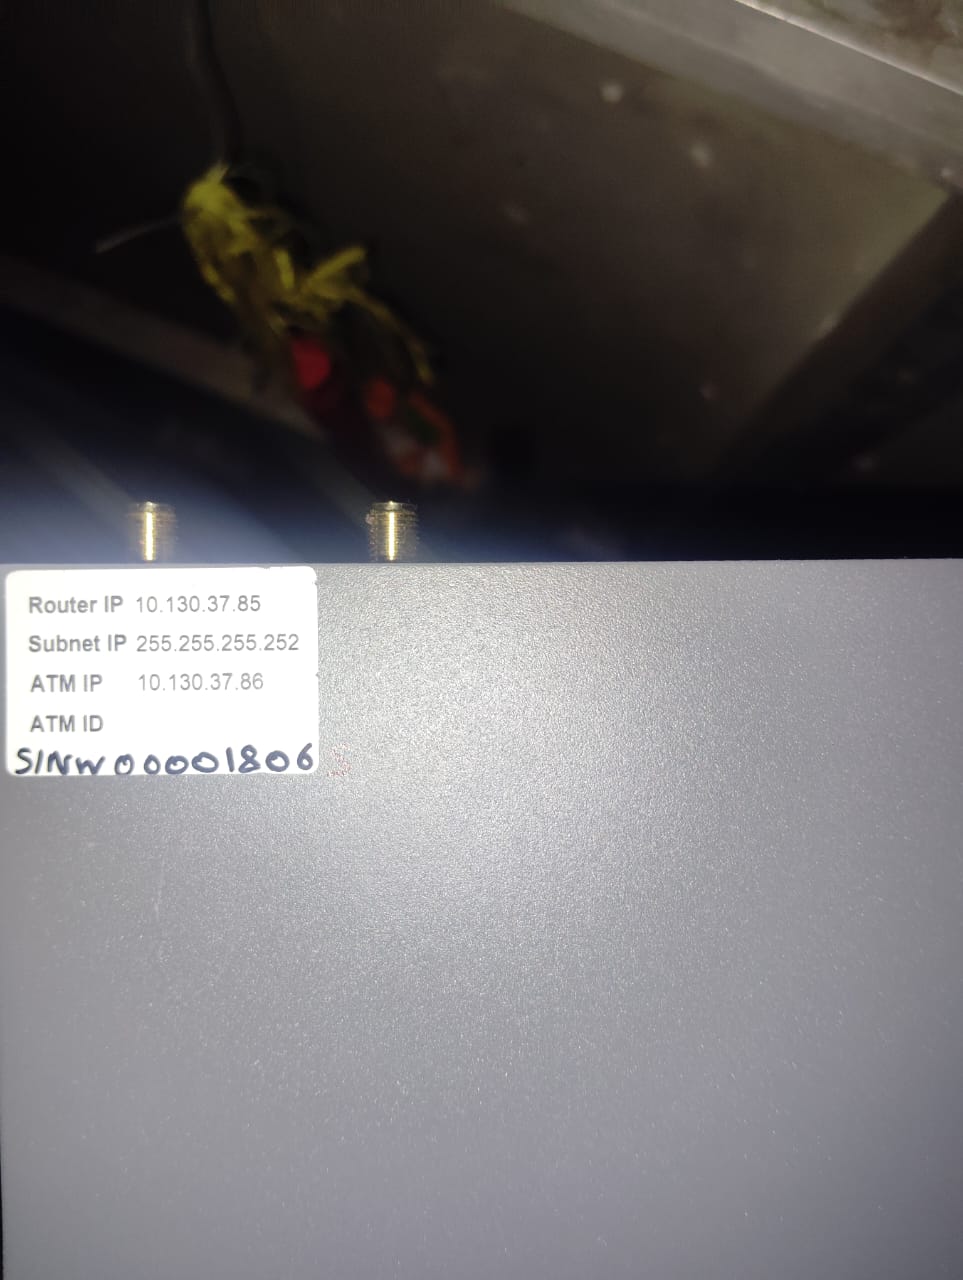 Router IP 10.130.37.85
Subnet IP 255.255.255.252
ATM IP 10.130.37.86
ATM ID
SINW00001806